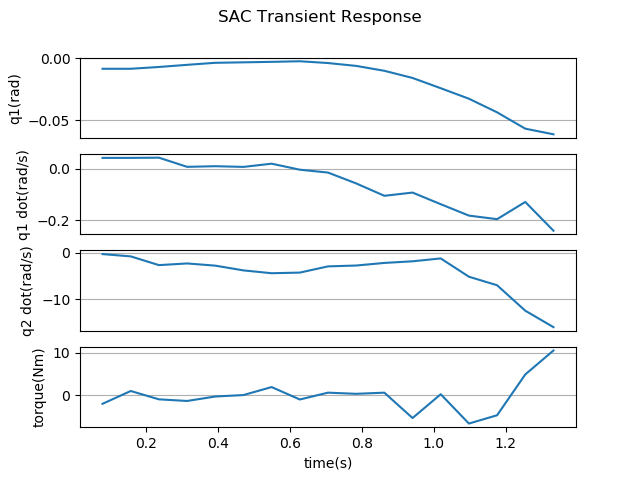 SAC Transient Response
0.00
−0.05
q1(rad)
0.0
−0.2
q1 dot(rad/s)
0
−10
q2 dot(rad/s)
10
0
torque(Nm)
0.2 0.4 0.6 0.8 1.0 1.2
time(s)